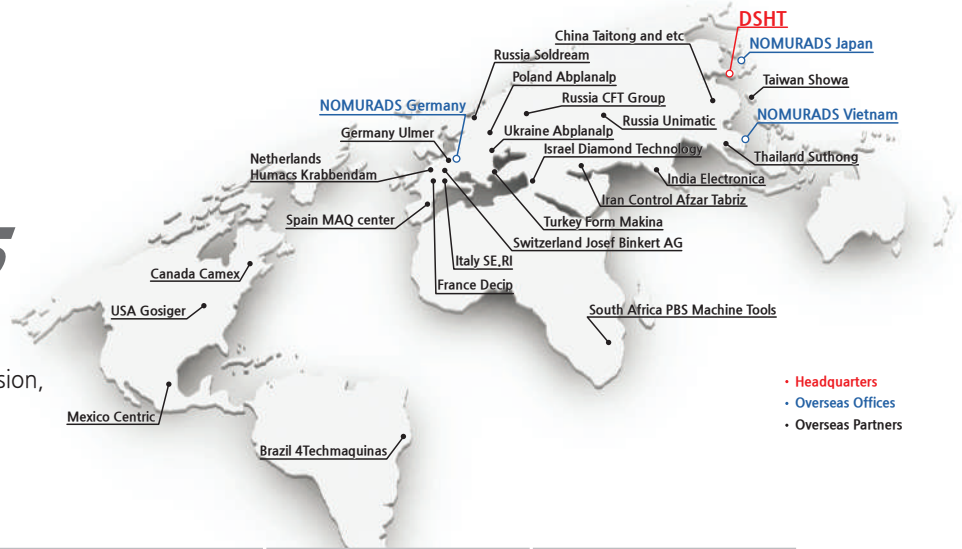 DSHT
China Taitong and etc
NOMURADS Japan
Russia Soldream
Poland Abplanalp
Taiwan Showa
Russia CFT Group
NOMURADS Germany
NOMURADS Vietnam
Russia Unimatic
Germany Ulmer
Ukraine Abplanalp
Israel Diamond Technology
Thailand Suthong
Netherlands
Humacs Krabbendam
India Electronica
Iran Control Afzar Tabriz
Spain MAQ center
Turkey Form Makina
Switzerland Josef Binkert AG
Italy SE.RI
Canada Camex
France Decip
USA Gosiger
South Africa PBS Machine Tools
sion,
• Headquarters
• Overseas Offices
• Overseas Partners
Mexico Centric
Brazil 4Techmaquinas